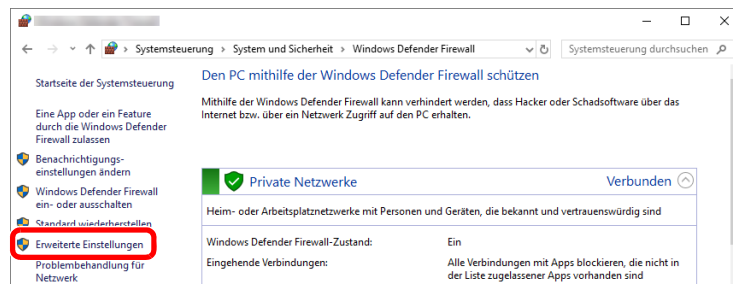 Systemsteuerung > System und Sicherheit > Windows Defender Firewall
Systemsteuerung durchsuchen
Startseite der Systemsteuerung
Eine App oder ein Feature
durch die Windows Defender
Firewall zulassen
Benachrichtigungs-
einstellungen ändern
Windows Defender Firewall
ein- oder ausschalten
Standard wiederherstellen
Erweiterte Einstellungen
Problembehandlung für
Netzwerk
Den PC mithilfe der Windows Defender Firewall schützen
Mithilfe der Windows Defender Firewall kann verhindert werden, dass Hacker oder Schadsoftware über das
Internet bzw. über ein Netzwerk Zugriff auf den PC erhalten.
Private Netzwerke
Verbunden
Heim- oder Arbeitsplatznetzwerke mit Personen und Geräten, die bekannt und vertrauenswürdig sind
Windows Defender Firewall-Zustand:
Ein
Eingehende Verbindungen:
Alle Verbindungen mit Apps blockieren, die nicht in
der Liste zugelassener Apps vorhanden sind